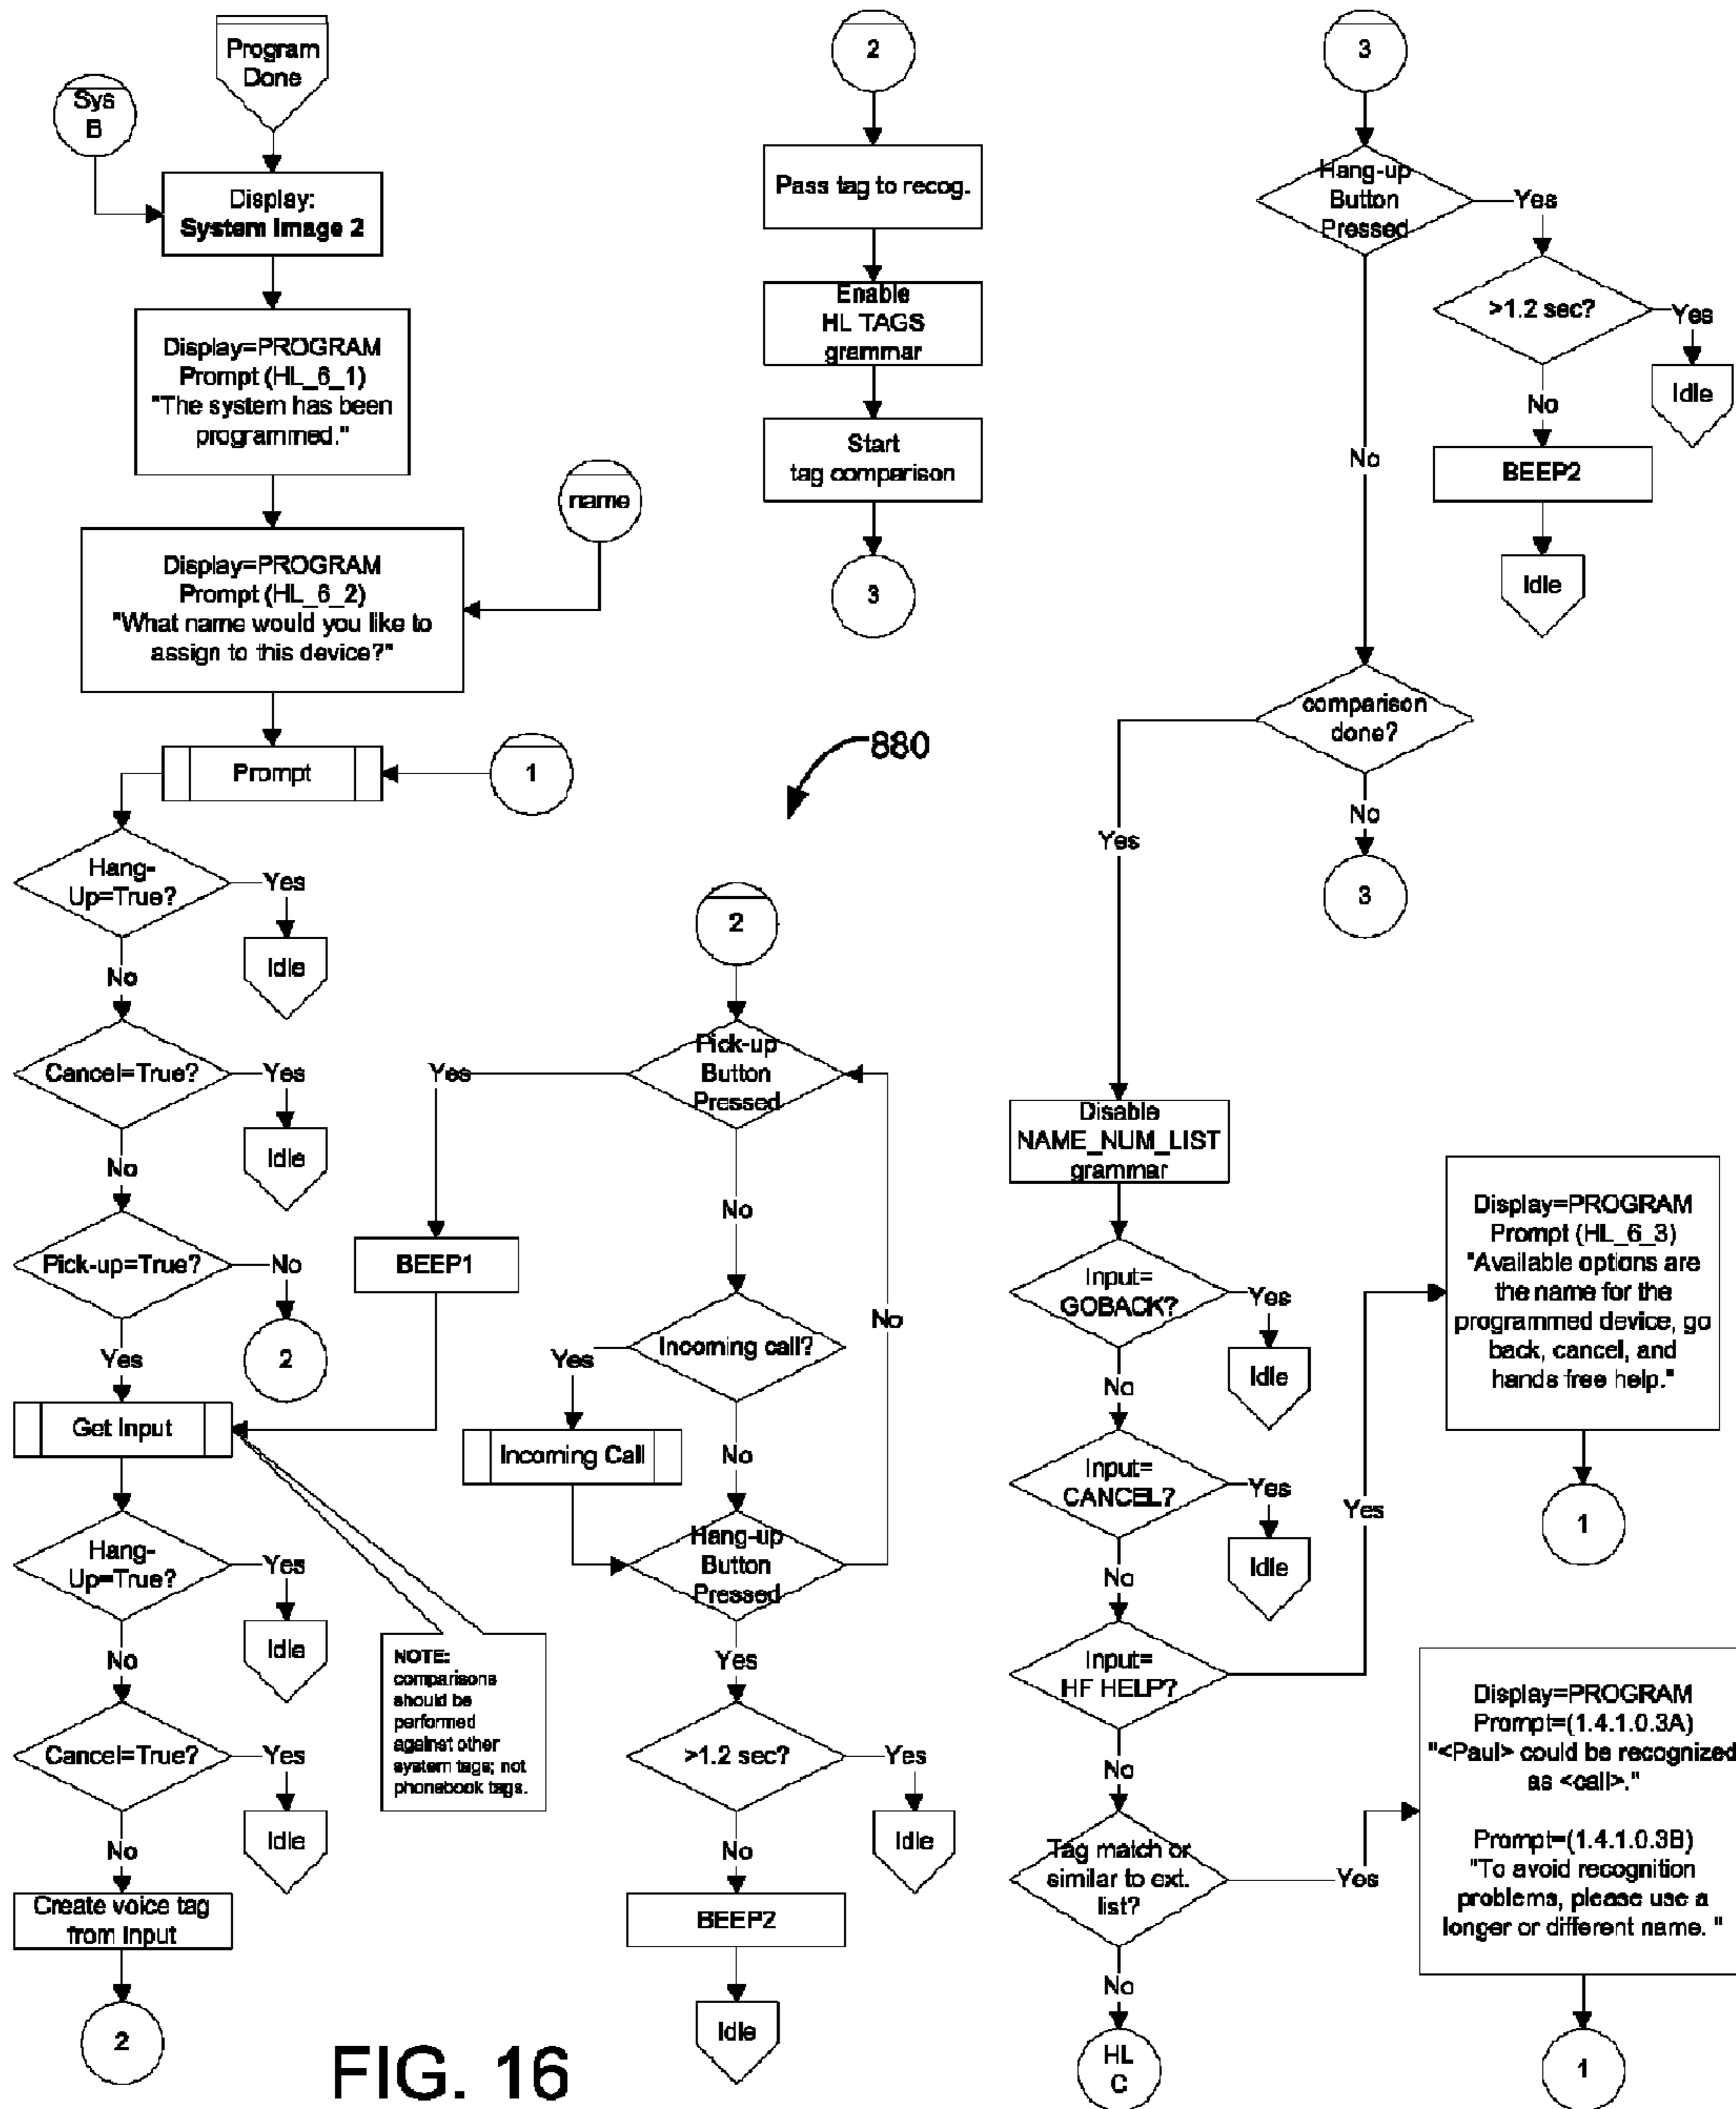 Program
Done
Sys
B
Display:
System Image 2
Display=PROGRAM
Prompt (HL_6_1)
"The system has been
programmed."
name
Display=PROGRAM
Prompt (HL_6_2)
"What name would you like to
assign to this device?"
Prompt
1
Hang-
Up=True?
Yes
Idle
No
Cancel=True?
Yes
Idle
No
Pick-up=True?
No
2
Yes
Get Input
Hang-
Up=True?
Yes
Idle
No
Cancel=True?
Yes
Idle
No
Create voice tag
from Input
2
NOTE:
comparisons
should be
performed
against other
system tags; not
phonebook tags.
2
Pass tag to recog.
Enable
HL TAGS
grammar
Start
tag comparison
3
880
2
Pick-up
Button
Pressed
Yes
BEEP1
No
Incoming call?
Yes
Incoming Call
No
Hang-up
Button
Pressed
No
Yes
>1.2 sec?
Yes
Idle
No
BEEP2
Idle
3
Hang-up
Button
Pressed
Yes
>1.2 sec?
Yes
Idle
No
BEEP2
Idle
No
comparison
done?
No
3
Yes
Disable
NAME_NUM_LIST
grammar
Input=
GOBACK?
Yes
Idle
No
Input=
CANCEL?
Yes
Idle
No
Input=
HF HELP?
Yes
Display=PROGRAM
Prompt (HL_6_3)
"Available options are
the name for the
programmed device, go
back, cancel, and
hands free help."
1
No
Tag match or
similar to ext.
list?
Yes
Display=PROGRAM
Prompt=(1.4.1.0.3A)
"<Paul> could be recognized
as <call>."
Prompt=(1.4.1.0.3B)
"To avoid recognition
problems, please use a
longer or different name. "
1
No
HL
C
FIG. 16